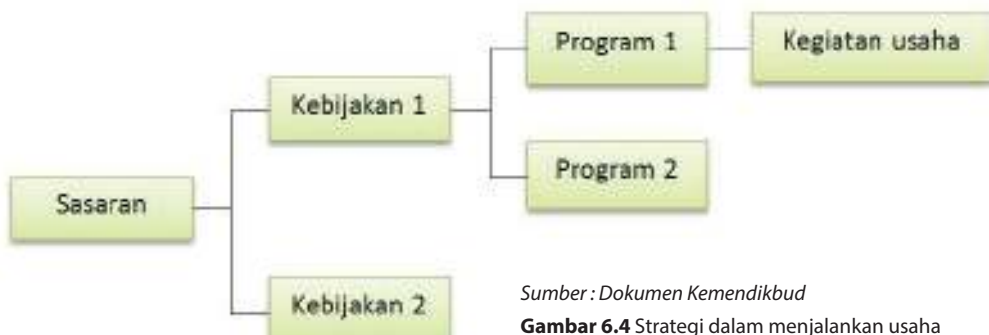 Program 1
Kegiatan usaha
Kebijakan 1
Program 2
Sasaran
Kebijakan 2
Sumber : Dokumen Kemendikbud
Gambar 6.4 Strategi dalam menjalankan usaha